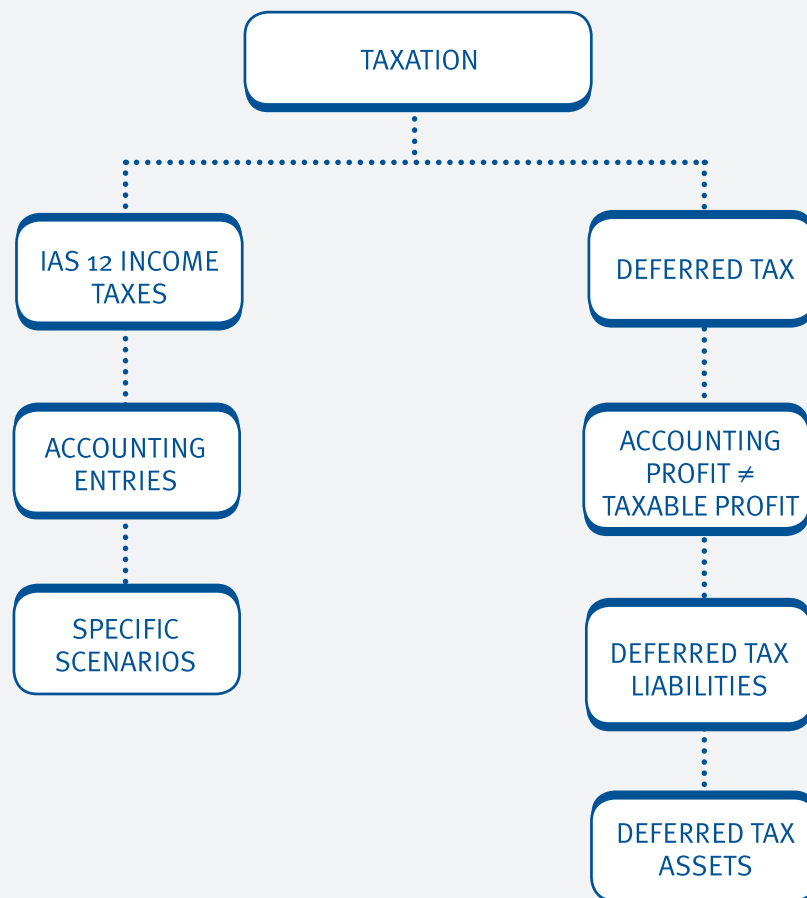 TAXATION
IAS 12 INCOME
TAXES
ACCOUNTING
ENTRIES
SPECIFIC
SCENARIOS
DEFERRED TAX
ACCOUNTING
PROFIT ≠
TAXABLE PROFIT
DEFERRED TAX
LIABILITIES
DEFERRED TAX
ASSETS